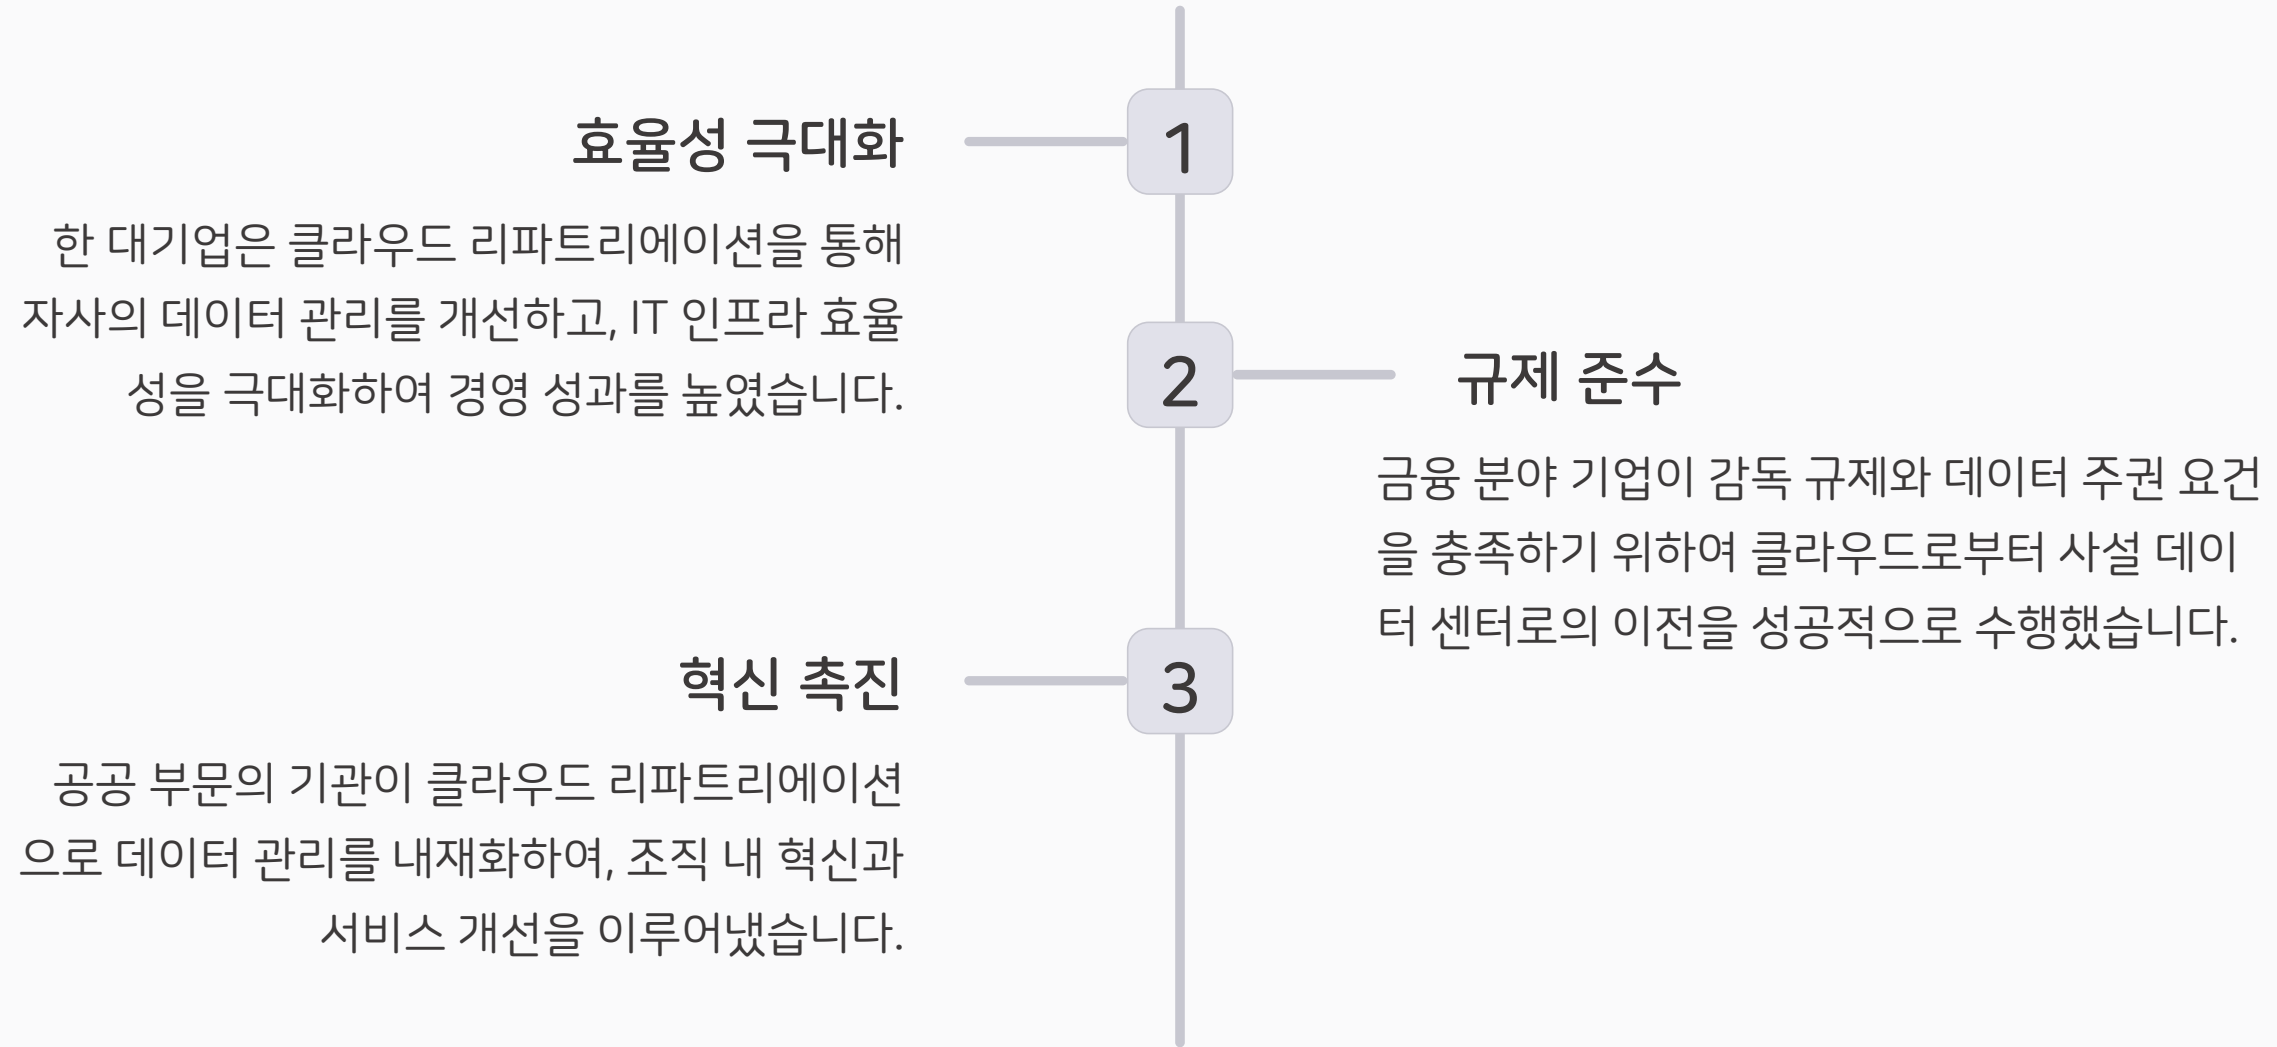 1
효율성 극대화
한 대기업은 클라우드 리파트리에이션을 통해
자사의 데이터 관리를 개선하고, IT 인프라 효율
성을 극대화하여 경영 성과를 높였습니다.
2
규제 준수
금융 분야 기업이 감독 규제와 데이터 주권 요건
을 충족하기 위하여 클라우드로부터 사설 데이
터 센터로의 이전을 성공적으로 수행했습니다.
3
혁신 촉진
공공 부문의 기관이 클라우드 리파트리에이션
으로 데이터 관리를 내재화하여, 조직 내 혁신과
서비스 개선을 이루어냈습니다.